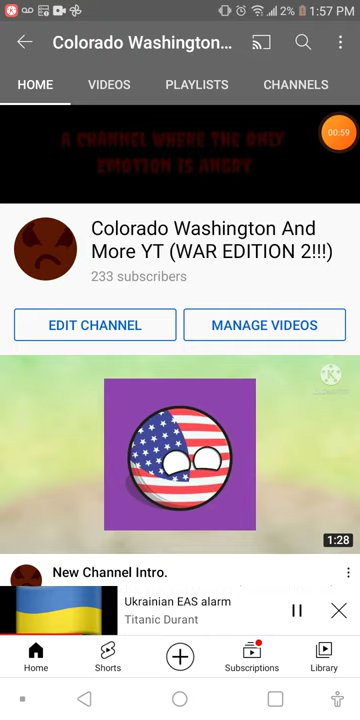 2% 1:57 PM
Colorado Washington...
HOME VIDEOS PLAYLISTS CHANNELS
A CHANNEL WHERE THE ONLY
EMOTION IS ANGRY
00:59
Colorado Washington And
More YT (WAR EDITION 2!!!)
233 subscribers
EDIT CHANNEL MANAGE VIDEOS
1:28
New Channel Intro.
Ukrainian EAS alarm
Titanic Durant
Home Shorts Subscriptions Library